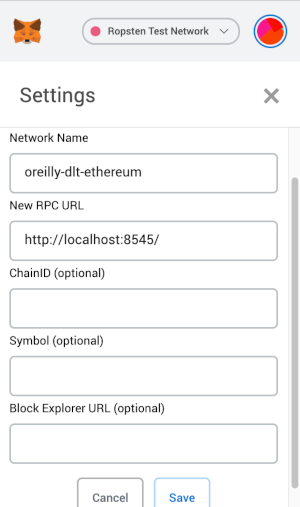 Ropsten Test Network
Settings
Network Name
oreilly-dlt-ethereum
New RPC URL
http://localhost:8545/
ChainID (optional)
Symbol (optional)
Block Explorer URL (optional)
Cancel Save